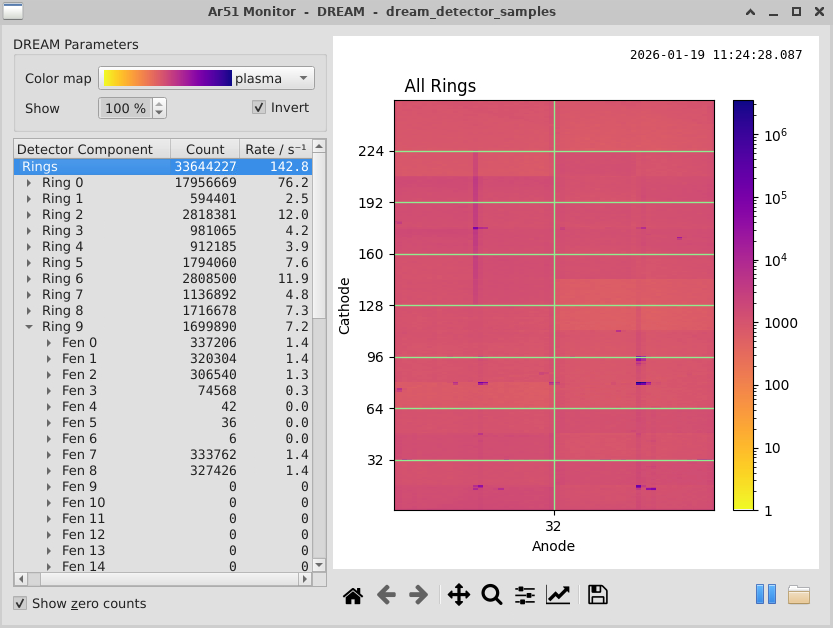 Ar51 Monitor - DREAM - dream_detector_samples
DREAM Parameters
Color map plasma
Show 100 % Invert
Detector Component Count Rate / s⁻¹
Rings 33644227 142.8
Ring 0 17956669 76.2
Ring 1 594401 2.5
Ring 2 2818381 12.0
Ring 3 981065 4.2
Ring 4 912185 3.9
Ring 5 1794060 7.6
Ring 6 2808500 11.9
Ring 7 1136892 4.8
Ring 8 1716678 7.3
Ring 9 1699890 7.2
Fen 0 337206 1.4
Fen 1 320304 1.4
Fen 2 306540 1.3
Fen 3 74568 0.3
Fen 4 42 0.0
Fen 5 36 0.0
Fen 6 6 0.0
Fen 7 333762 1.4
Fen 8 327426 1.4
Fen 9 0 0
Fen 10 0 0
Fen 11 0 0
Fen 12 0 0
Fen 13 0 0
Fen 14 0 0
Show zero counts
2026-01-19 11:24:28.087
All Rings
224
192
160
128
96
64
32
Cathode
32
Anode
10⁶
10⁵
10⁴
1000
100
10
1